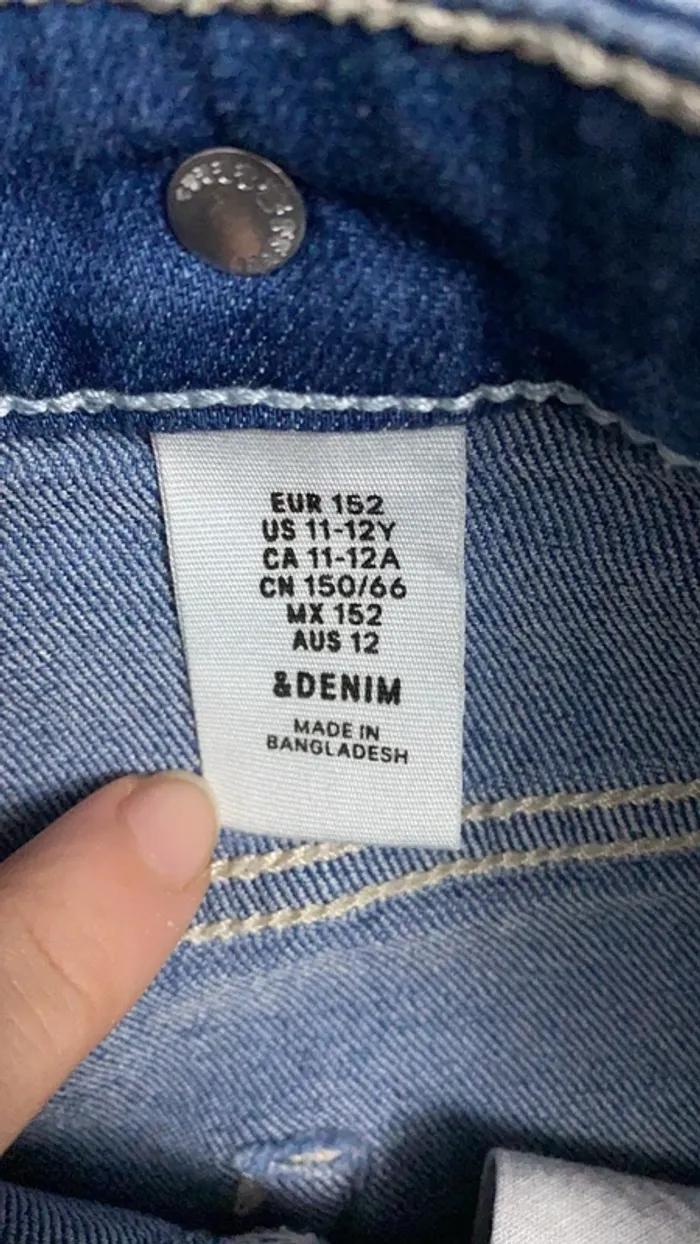 EUR 152
US 11-12Y
CA 11-12A
CN 150/66
MX 152
AUS 12
&DENIM
MADE IN
BANGLADESH